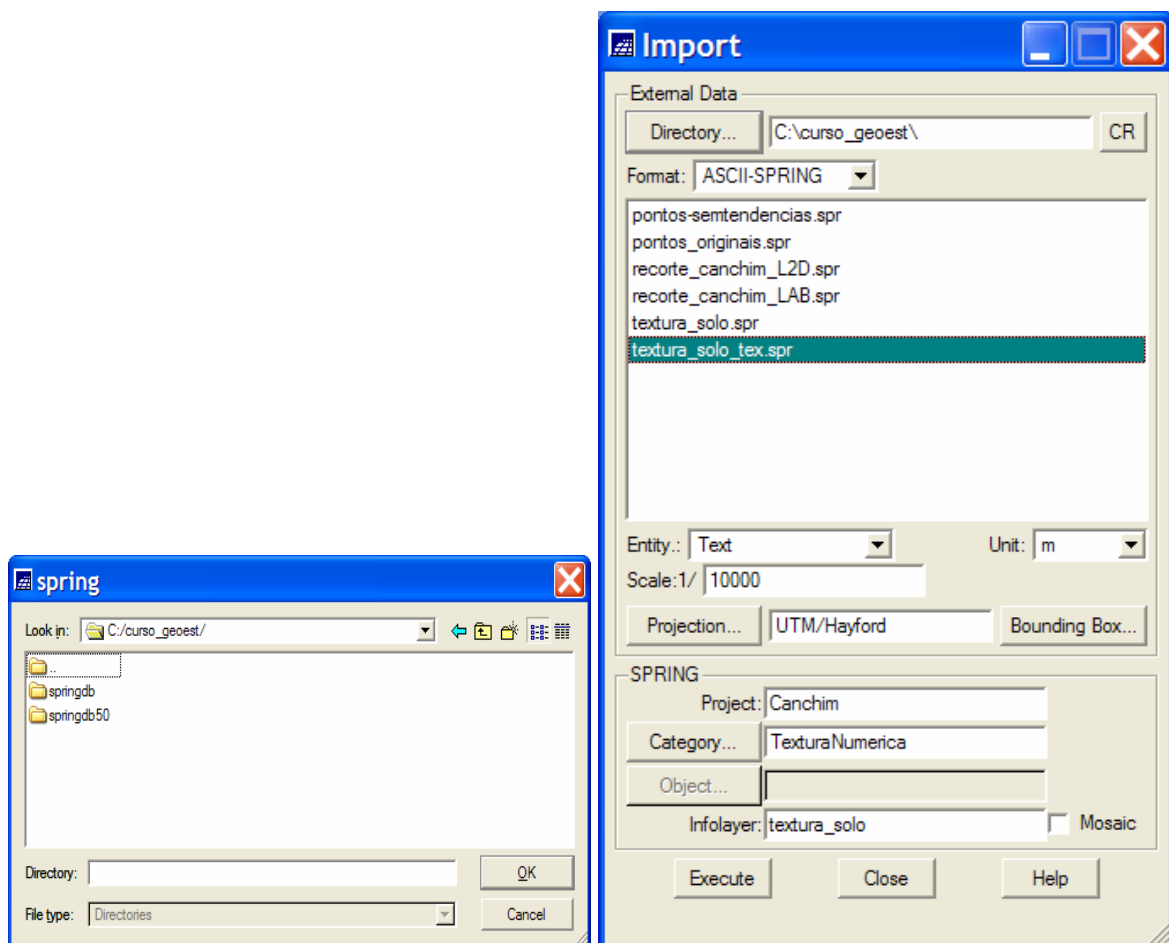 spring
Look in: C:/curso_geoest/
..
springdb
springdb50
Directory: OK
File type: Directories Cancel
Import
External Data
Directory... C:\curso_geoest\ CR
Format: ASCII-SPRING
pontos-semtendencias.spr
pontos_originais.spr
recorte_canchim_L2D.spr
recorte_canchim_LAB.spr
textura_solo.spr
textura_solo_tex.spr
Entity.: Text Unit: m
Scale:1/ 10000
Projection... UTM/Hayford Bounding Box...
SPRING
Project: Canchim
Category... TexturaNumerica
Object...
Infolayer: textura_solo Mosaic
Execute Close Help